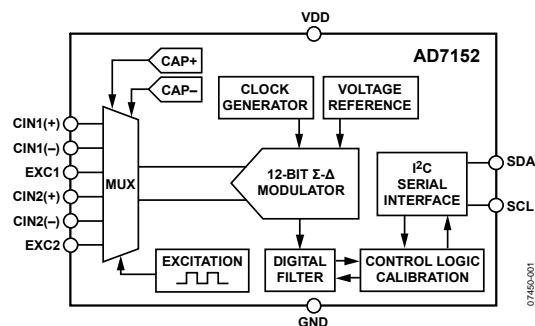 VDD
AD7152
CAP+
CAP–
CLOCK
GENERATOR
VOLTAGE
REFERENCE
CIN1(+)
CIN1(–)
EXC1
CIN2(+)
CIN2(–)
EXC2
MUX
12-BIT Σ-Δ
MODULATOR
I2C
SERIAL
INTERFACE
SDA
SCL
EXCITATION
DIGITAL
FILTER
CONTROL LOGIC
CALIBRATION
GND
07450-001